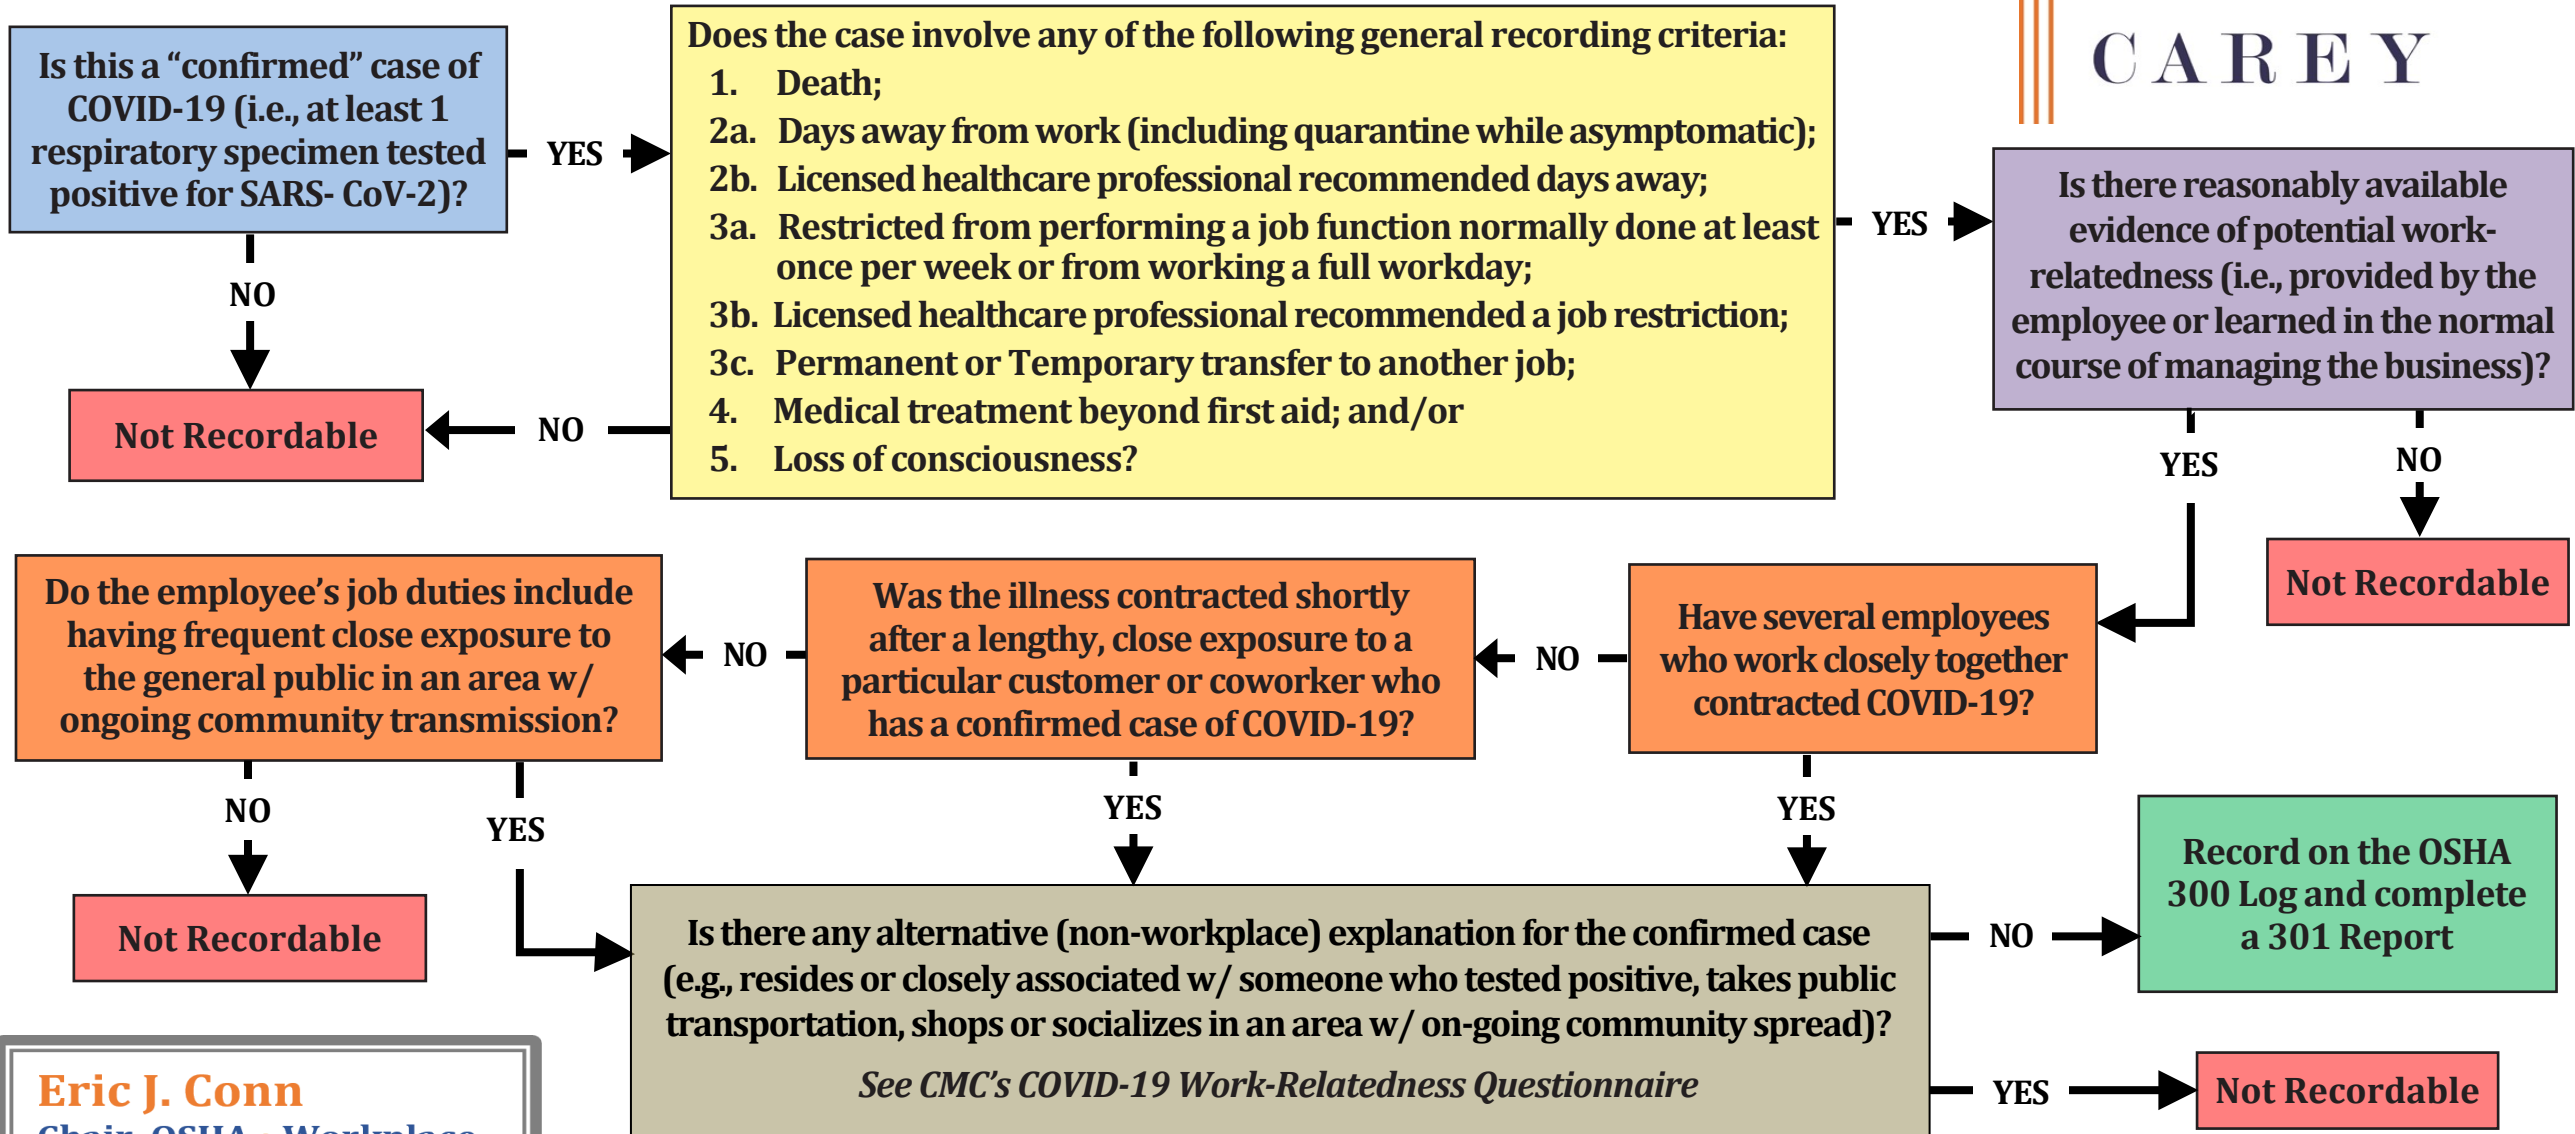 CAREY
Is this a “confirmed” case of
COVID-19 (i.e., at least 1
respiratory specimen tested
positive for SARS- CoV-2)?
YES
NO
Not Recordable
Does the case involve any of the following general recording criteria:
1. Death;
2a. Days away from work (including quarantine while asymptomatic);
2b. Licensed healthcare professional recommended days away;
3a. Restricted from performing a job function normally done at least
once per week or from working a full workday;
3b. Licensed healthcare professional recommended a job restriction;
3c. Permanent or Temporary transfer to another job;
4. Medical treatment beyond first aid; and/or
5. Loss of consciousness?
NO
YES
Is there reasonably available
evidence of potential work-
relatedness (i.e., provided by the
employee or learned in the normal
course of managing the business)?
YES
NO
Not Recordable
Have several employees
who work closely together
contracted COVID-19?
NO
YES
Was the illness contracted shortly
after a lengthy, close exposure to a
particular customer or coworker who
has a confirmed case of COVID-19?
NO
YES
Do the employee’s job duties include
having frequent close exposure to
the general public in an area w/
ongoing community transmission?
NO
YES
Not Recordable
Is there any alternative (non-workplace) explanation for the confirmed case
(e.g., resides or closely associated w/ someone who tested positive, takes public
transportation, shops or socializes in an area w/ on-going community spread)?
See CMC’s COVID-19 Work-Relatedness Questionnaire
NO
Record on the OSHA
300 Log and complete
a 301 Report
YES
Not Recordable
Eric J. Conn
Chair, OSHA • Workplace